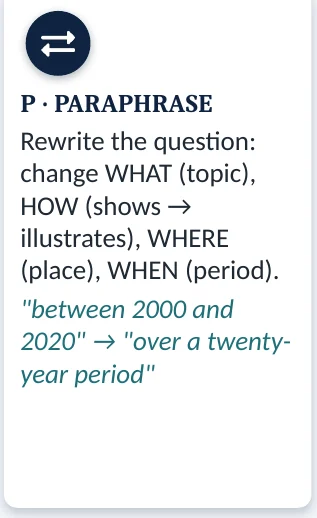 P · PARAPHRASE
Rewrite the question:
change WHAT (topic),
HOW (shows →
illustrates), WHERE
(place), WHEN (period).
"between 2000 and
2020" → "over a twenty-
year period"